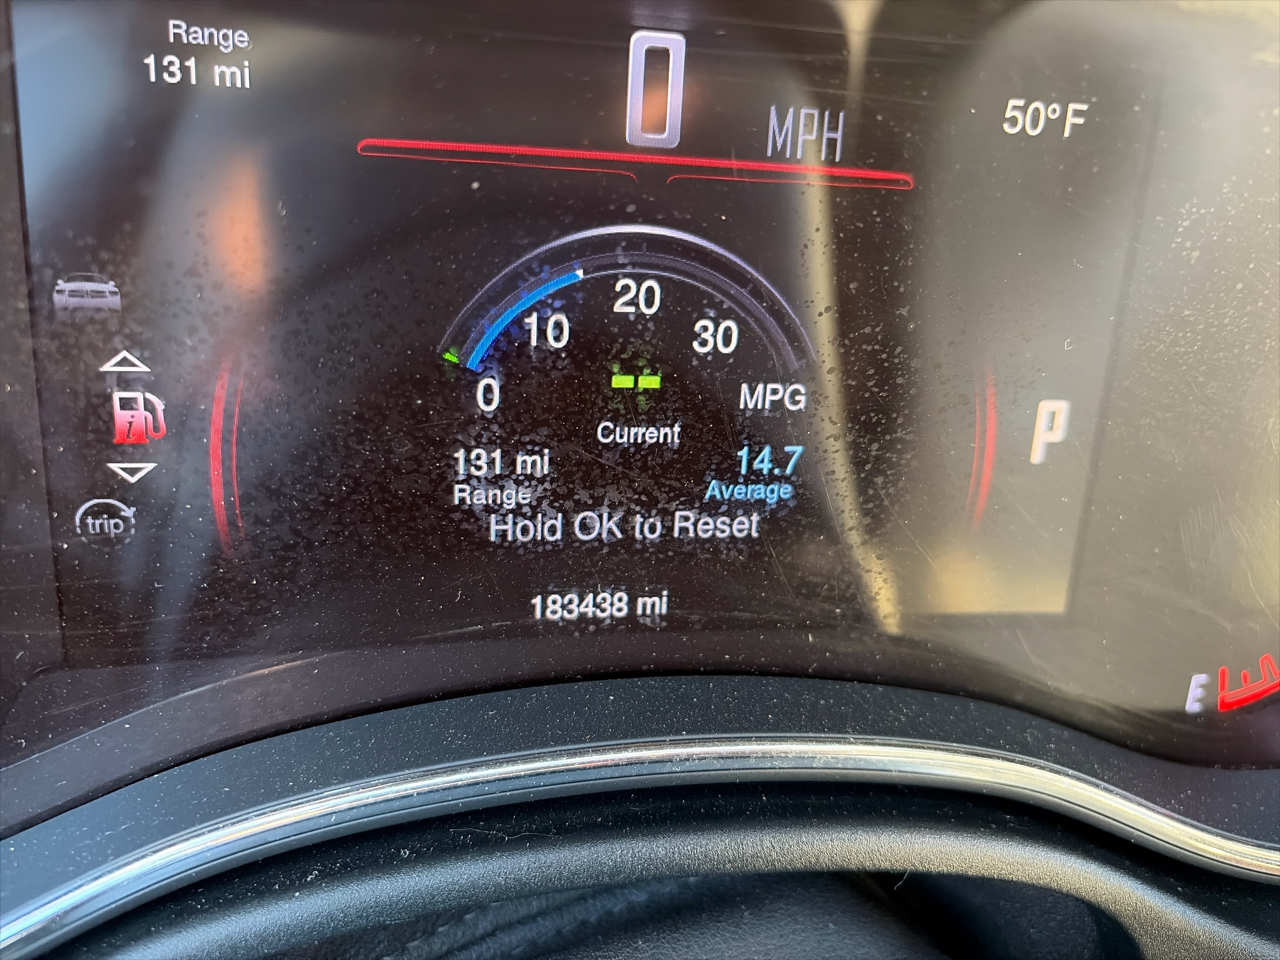 Range
131 mi
0
MPH
50°F
20
10
30
0
--
MPG
Current
131 mi
14.7
Range
Average
Hold OK to Reset
trip
P
183438 mi
E